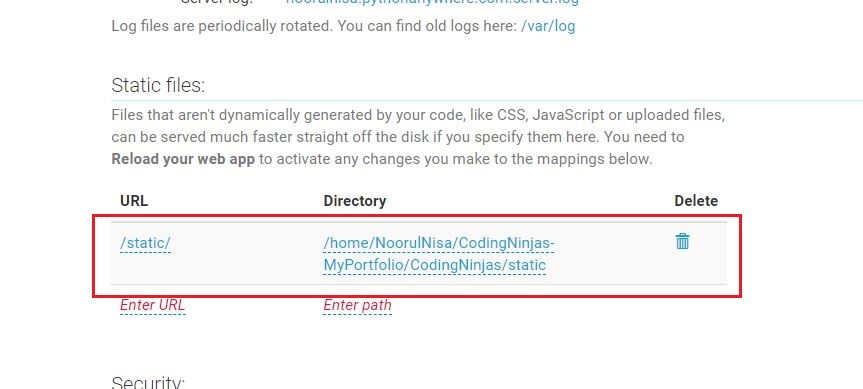 Log files are periodically rotated. You can find old logs here: /var/log
Static files:
Files that aren't dynamically generated by your code, like CSS, JavaScript or uploaded files,
can be served much faster straight off the disk if you specify them here. You need to
Reload your web app to activate any changes you make to the mappings below.
URL Directory Delete
/static/ /home/NoorulNisa/CodingNinjas-
MyPortfolio/CodingNinjas/static
Enter URL Enter path
Security: